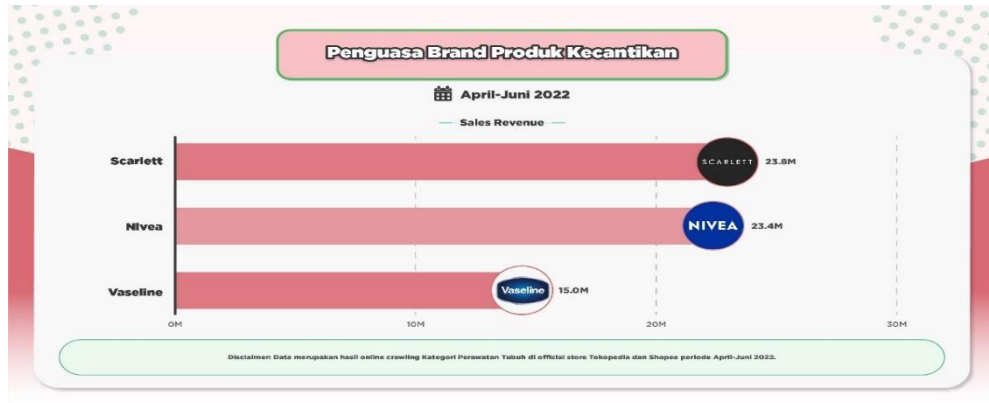 Penguasa Brand Produk Kecantikan
April-Juni 2022
Sales Revenue
Scarlett
SCARLETT
23.8M
NIvea
NIVEA
23.4M
Vaseline
Vaseline
15.0M
0M 10M 20M 30M
Disclaimer: Data merupakan hasil online crawling Kategori Perawatan Tubuh di official store Tokopedia dan Shopee periode April-Juni 2022.